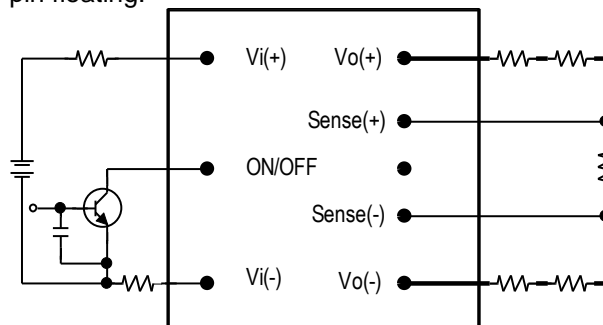 pin floating.
Vi(+) Vo(+)
Sense(+)
ON/OFF
Sense(-)
Vi(-) Vo(-)